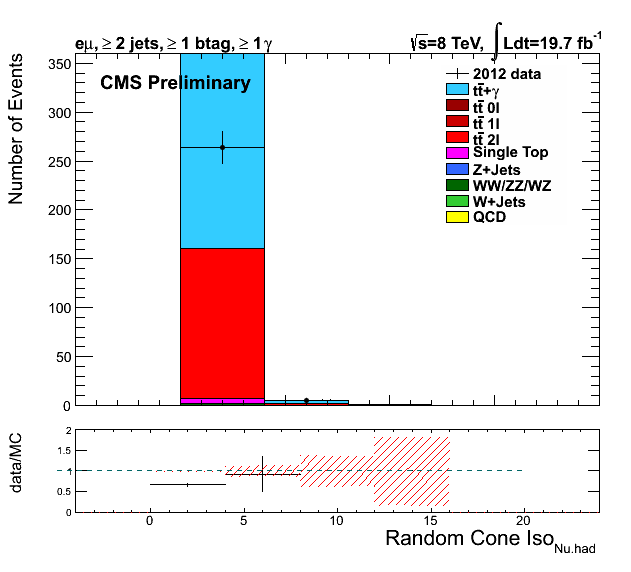 eμ, ≥ 2 jets, ≥ 1 btag, ≥ 1 γ
√s=8 TeV, ∫ Ldt=19.7 fb⁻¹
CMS Preliminary
Number of Events
350
300
250
200
150
100
50
0
2012 data
tt̄+γ
tt̄ 0l
tt̄ 1l
tt̄ 2l
Single Top
Z+Jets
WW/ZZ/WZ
W+Jets
QCD
data/MC
2
1.5
1
0.5
0
0 5 10 15 20
Random Cone Iso Nu.had